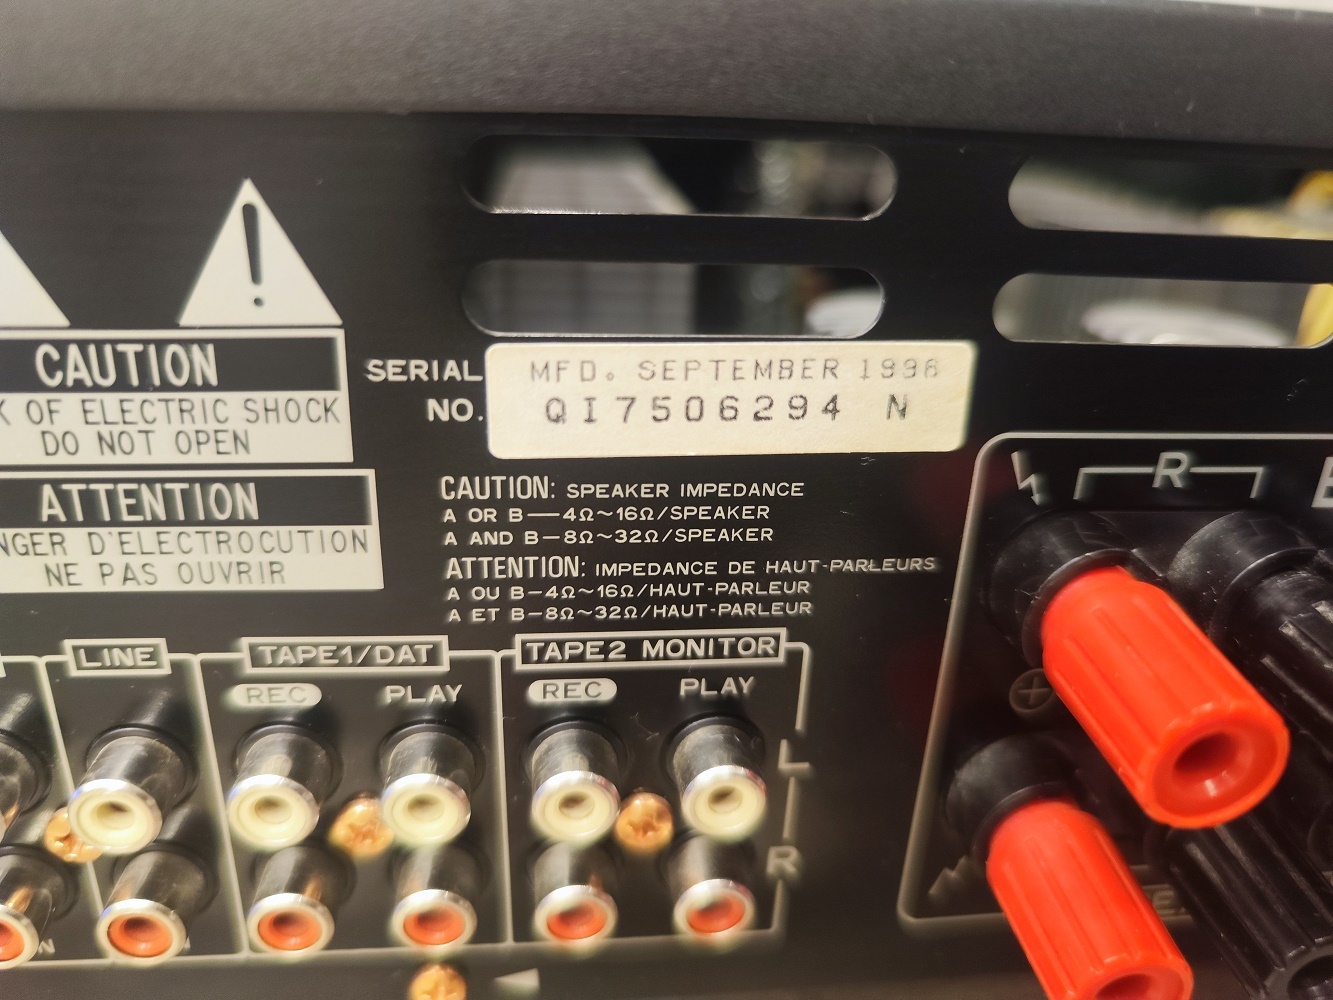 CAUTION
K OF ELECTRIC SHOCK
DO NOT OPEN
ATTENTION
NGER D'ELECTROCUTION
NE PAS OUVRIR
SERIAL NO.
MFD. SEPTEMBER 1996
QI7506294 N
CAUTION: SPEAKER IMPEDANCE
A OR B—4Ω~16Ω/SPEAKER
A AND B—8Ω~32Ω/SPEAKER
ATTENTION: IMPEDANCE DE HAUT-PARLEURS
A OU B—4Ω~16Ω/HAUT-PARLEUR
A ET B—8Ω~32Ω/HAUT-PARLEUR
R
LINE
TAPE1/DAT
TAPE2 MONITOR
REC PLAY
REC PLAY
L
R